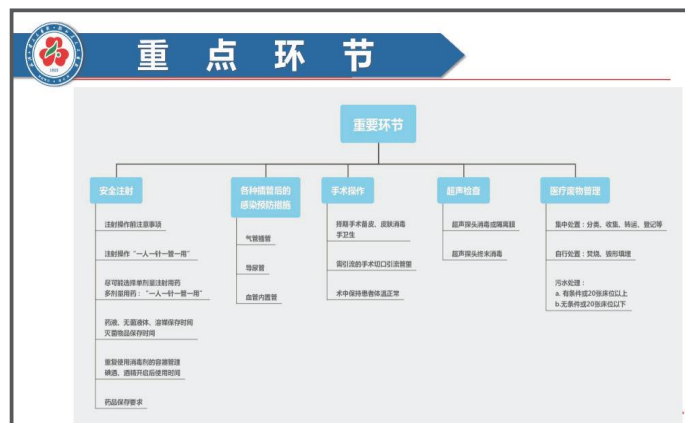 重点环节
重要环节
安全注射
注射操作前注意事项
注射操作“一人一针一管一用”
尽可能选择单剂量注射用药
多剂量用药：“一人一针一管一用”
药液、无菌液体、溶媒保存时间
灭菌物品保存时间
重复使用消毒剂的容器管理
碘酒、酒精开启后使用时间
药品保存要求
各种插管后的
感染预防措施
气管插管
导尿管
血管内置管
手术操作
择期手术备皮、皮肤消毒
手卫生
需引流的手术切口引流管理
术中保持患者体温正常
超声检查
超声探头消毒或隔离膜
超声探头终末消毒
医疗废物管理
集中处置：分类、收集、转运、登记等
自行处置：焚烧、毁形填埋
污水处理：
a. 有条件或20张床位以上
b.无条件或20张床位以下